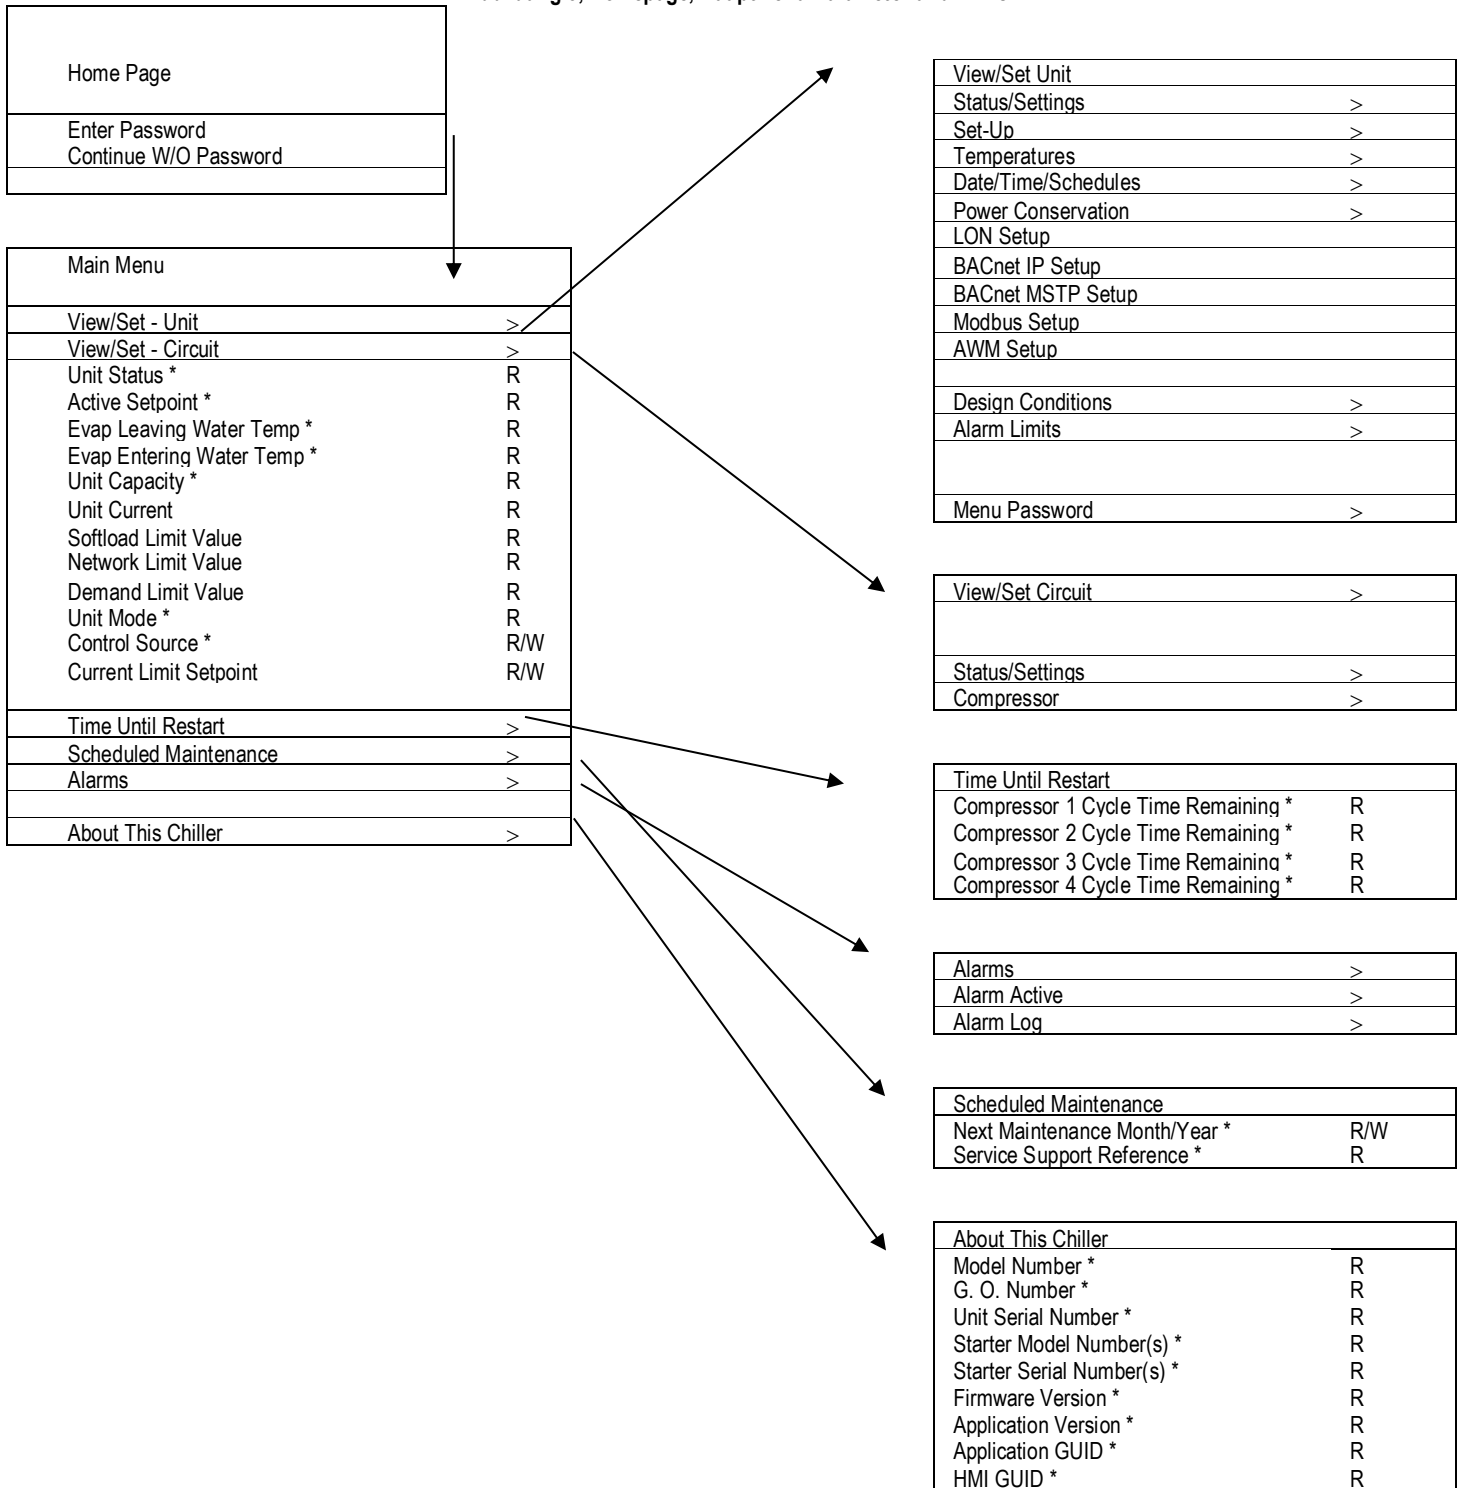 Home Page
Enter Password
Continue W/O Password
Main Menu
View/Set - Unit >
View/Set - Circuit >
Unit Status * R
Active Setpoint * R
Evap Leaving Water Temp * R
Evap Entering Water Temp * R
Unit Capacity * R
Unit Current R
Softload Limit Value R
Network Limit Value R
Demand Limit Value R
Unit Mode * R
Control Source * R/W
Current Limit Setpoint R/W
Time Until Restart >
Scheduled Maintenance >
Alarms >
About This Chiller >
View/Set Unit
Status/Settings >
Set-Up >
Temperatures >
Date/Time/Schedules >
Power Conservation >
LON Setup
BACnet IP Setup
BACnet MSTP Setup
Modbus Setup
AWM Setup
Design Conditions >
Alarm Limits >
Menu Password >
View/Set Circuit >
Status/Settings >
Compressor >
Time Until Restart
Compressor 1 Cycle Time Remaining * R
Compressor 2 Cycle Time Remaining * R
Compressor 3 Cycle Time Remaining * R
Compressor 4 Cycle Time Remaining * R
Alarms >
Alarm Active >
Alarm Log >
Scheduled Maintenance
Next Maintenance Month/Year * R/W
Service Support Reference * R
About This Chiller
Model Number * R
G. O. Number * R
Unit Serial Number * R
Starter Model Number(s) * R
Starter Serial Number(s) * R
Firmware Version * R
Application Version * R
Application GUID * R
HMI GUID * R